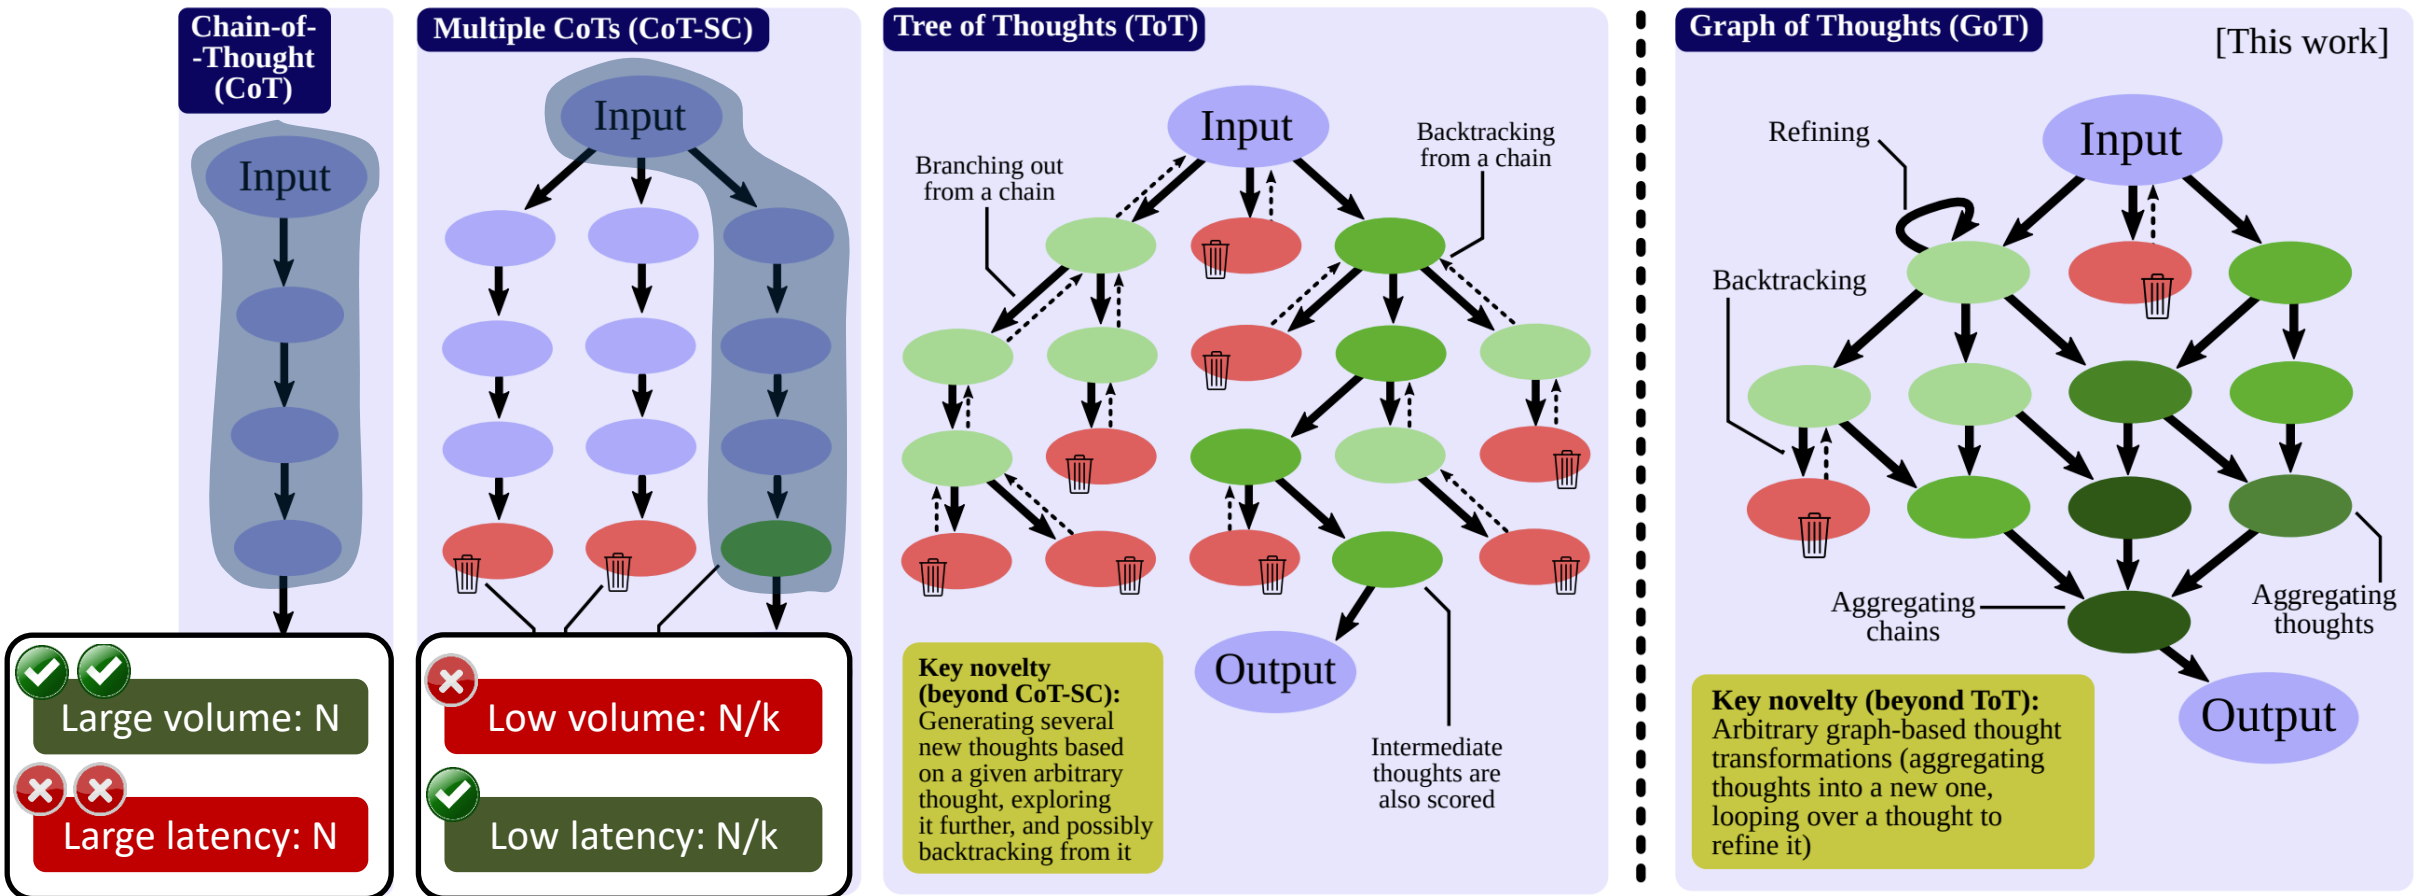 Chain-of-
-Thought
(CoT)
Input
Large volume: N
Large latency: N
Multiple CoTs (CoT-SC)
Input
Low volume: N/k
Low latency: N/k
Tree of Thoughts (ToT)
Input
Branching out
from a chain
Backtracking
from a chain
Output
Key novelty
(beyond CoT-SC):
Generating several
new thoughts based
on a given arbitrary
thought, exploring
it further, and possibly
backtracking from it
Intermediate
thoughts are
also scored
Graph of Thoughts (GoT)
[This work]
Input
Refining
Backtracking
Aggregating
chains
Aggregating
thoughts
Output
Key novelty (beyond ToT):
Arbitrary graph-based thought
transformations (aggregating
thoughts into a new one,
looping over a thought to
refine it)